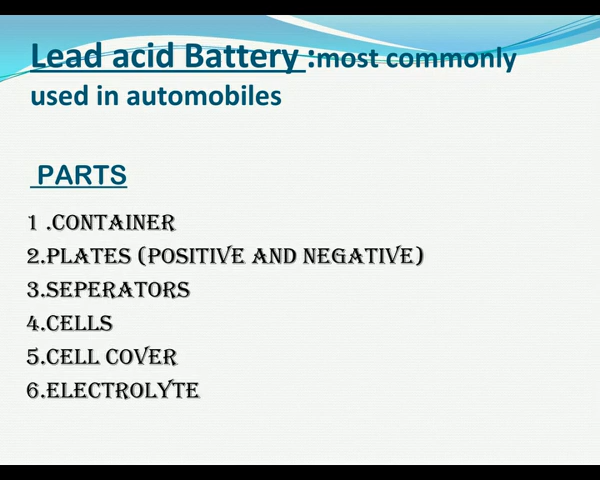 Lead acid Battery :most commonly
used in automobiles
PARTS
1 .CONTAINER
2.PLATES (POSITIVE AND NEGATIVE)
3.SEPERATORS
4.CELLS
5.CELL COVER
6.ELECTROLYTE